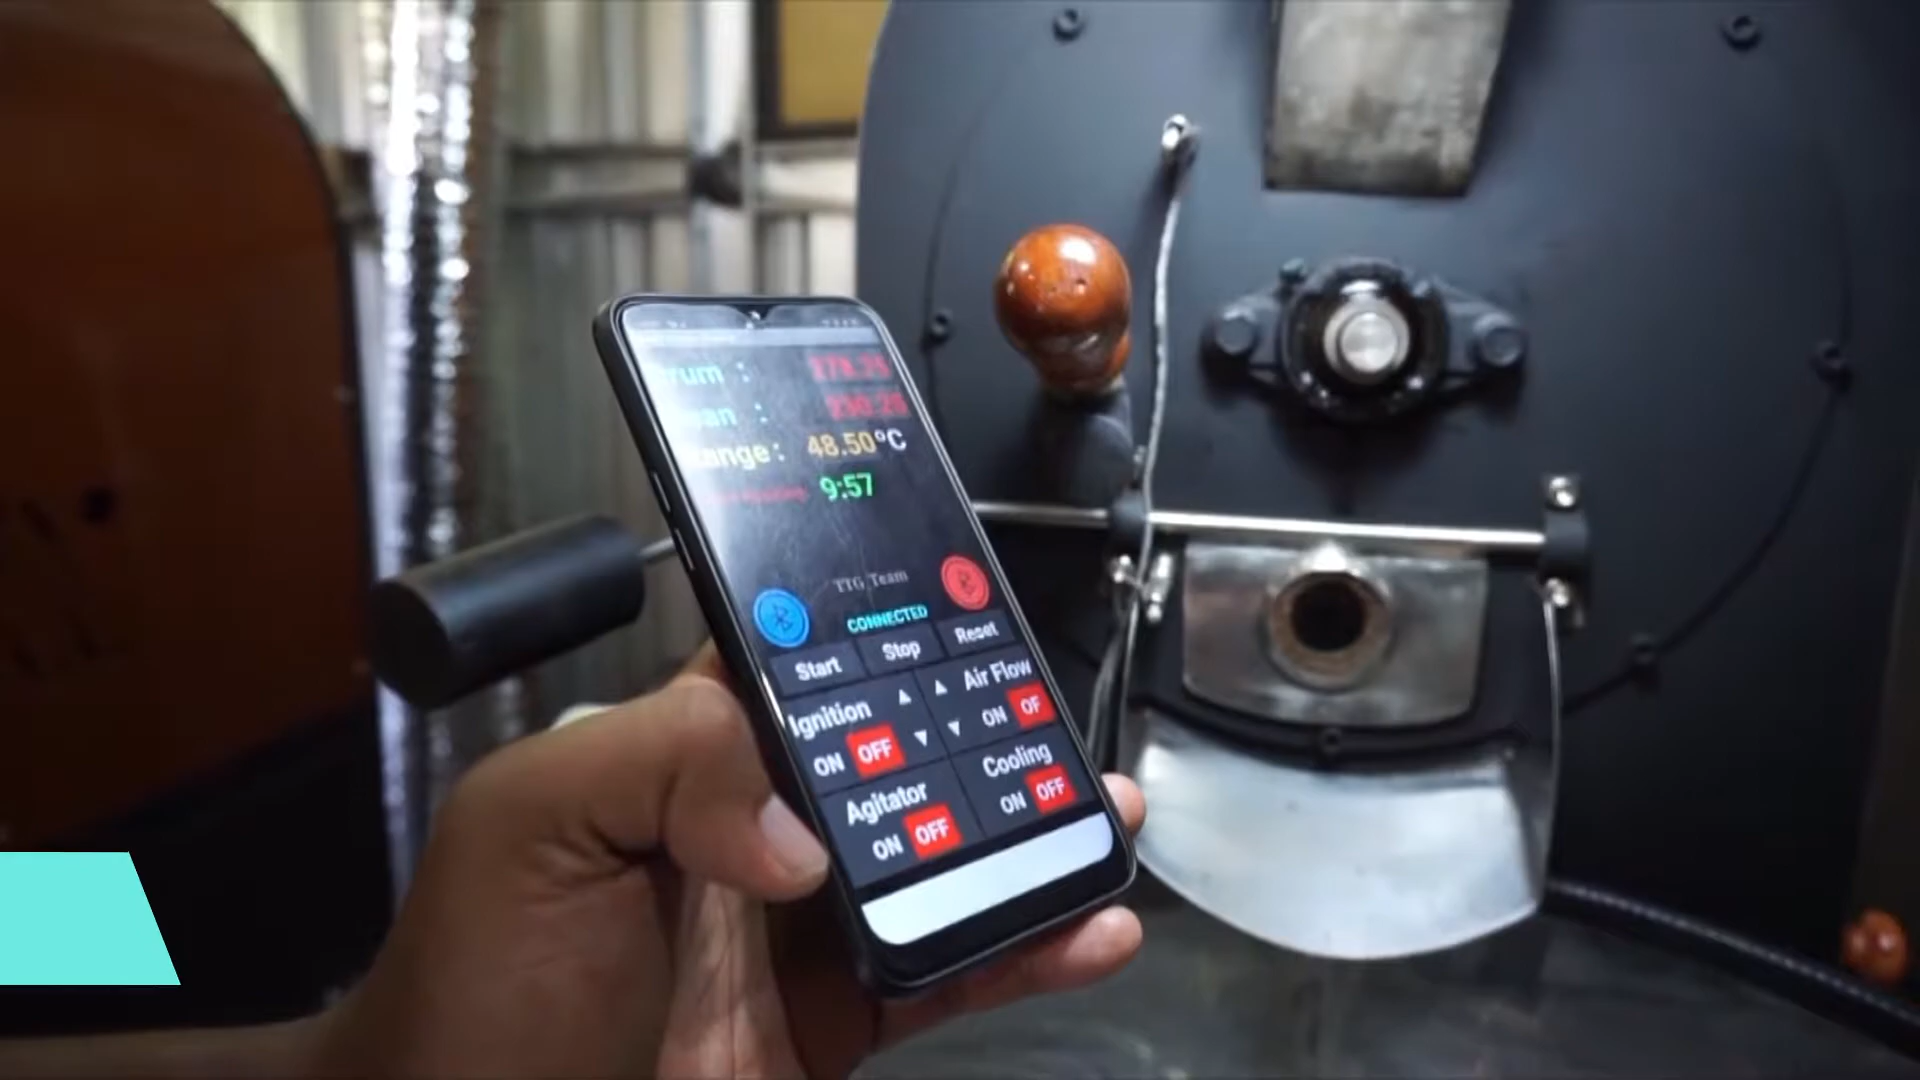 rum :
ean :
ange: 48.50°C
9:57
TTG Team
CONNECTED
Start Stop Reset
Ignition ▲ ▲ Air Flow
ON OFF ▼ ▼ ON OF
Agitator Cooling
ON OFF ON OFF